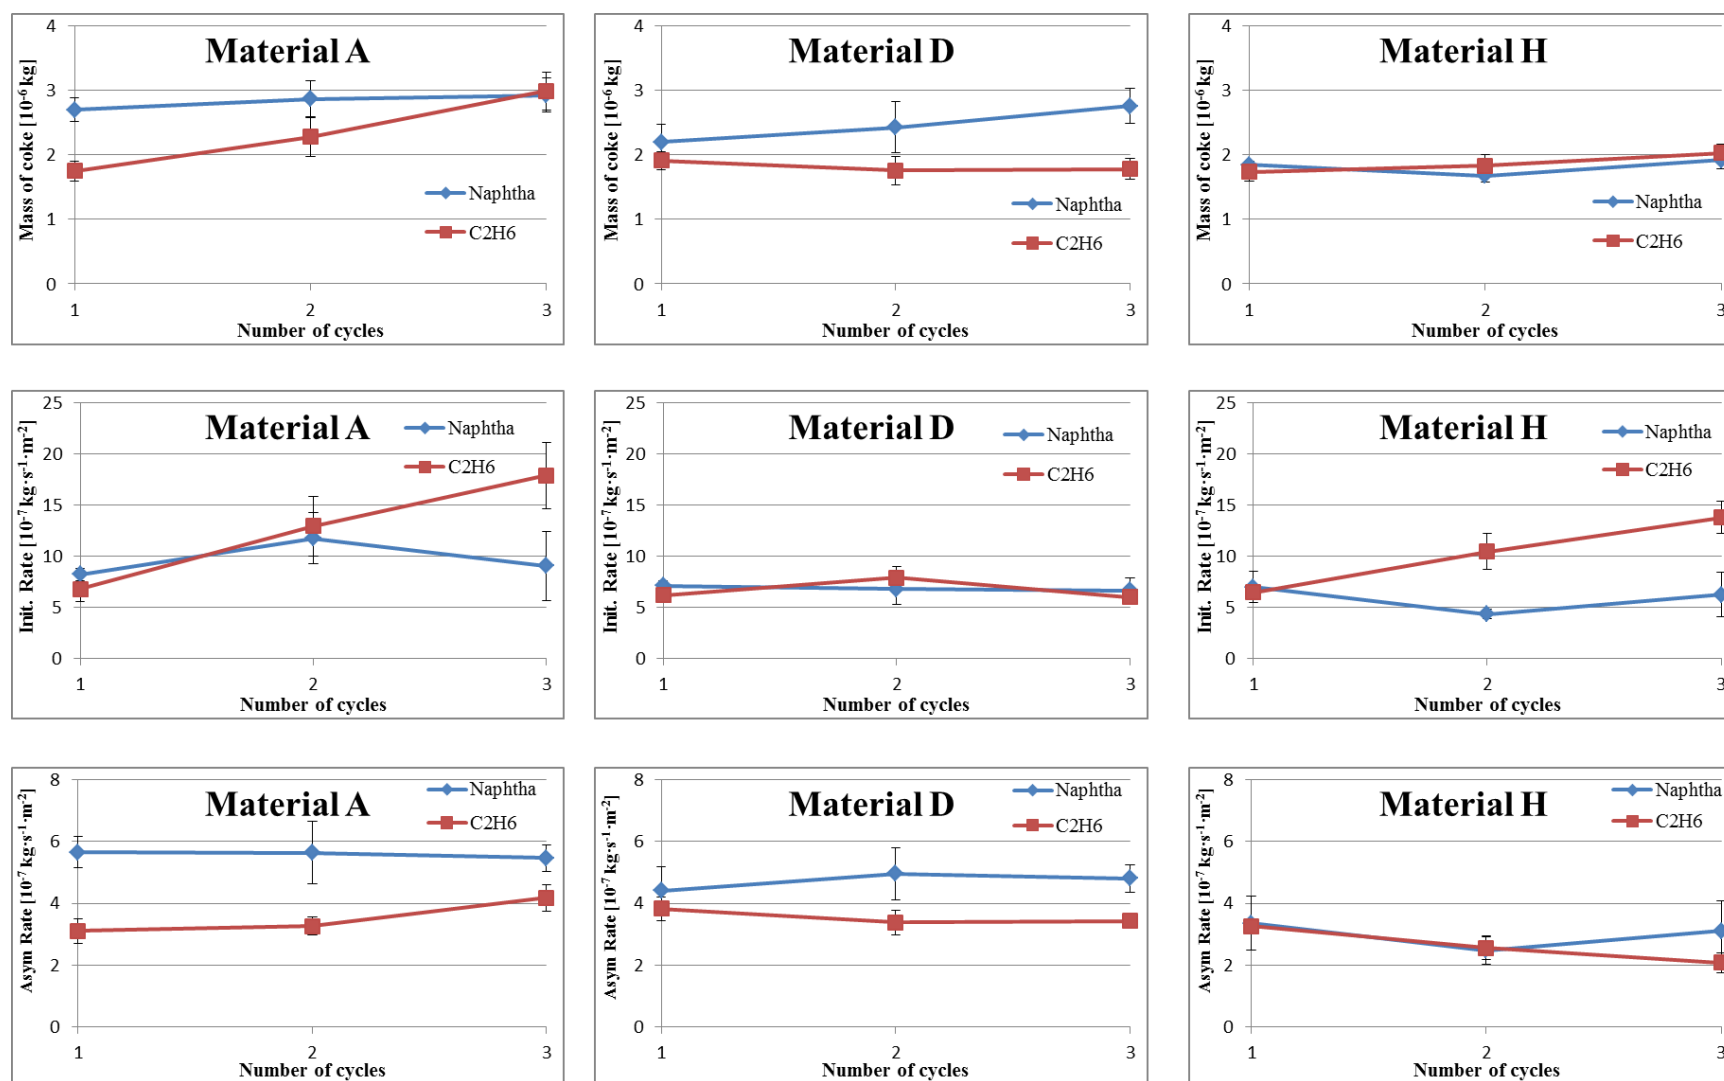 Material A
Mass of coke [10-6 kg]
4
3
2
1
0
Naphtha
C2H6
1
2
3
Number of cycles
Material D
Mass of coke [10-6 kg]
4
3
2
1
0
Naphtha
C2H6
1
2
3
Number of cycles
Material H
Mass of coke [10-6 kg]
4
3
2
1
0
Naphtha
C2H6
1
2
3
Number of cycles
Material A
Init. Rate [10-7 kg·s-1·m-2]
25
20
15
10
5
0
Naphtha
C2H6
1
2
3
Number of cycles
Material D
Init. Rate [10-7 kg·s-1·m-2]
25
20
15
10
5
0
Naphtha
C2H6
1
2
3
Number of cycles
Material H
Init. Rate [10-7 kg·s-1·m-2]
25
20
15
10
5
0
Naphtha
C2H6
1
2
3
Number of cycles
Material A
Asym Rate [10-7 kg·s-1·m-2]
8
6
4
2
0
Naphtha
C2H6
1
2
3
Number of cycles
Material D
Asym Rate [10-7 kg·s-1·m-2]
8
6
4
2
0
Naphtha
C2H6
1
2
3
Number of cycles
Material H
Asym Rate [10-7 kg·s-1·m-2]
8
6
4
2
0
Naphtha
C2H6
1
2
3
Number of cycles